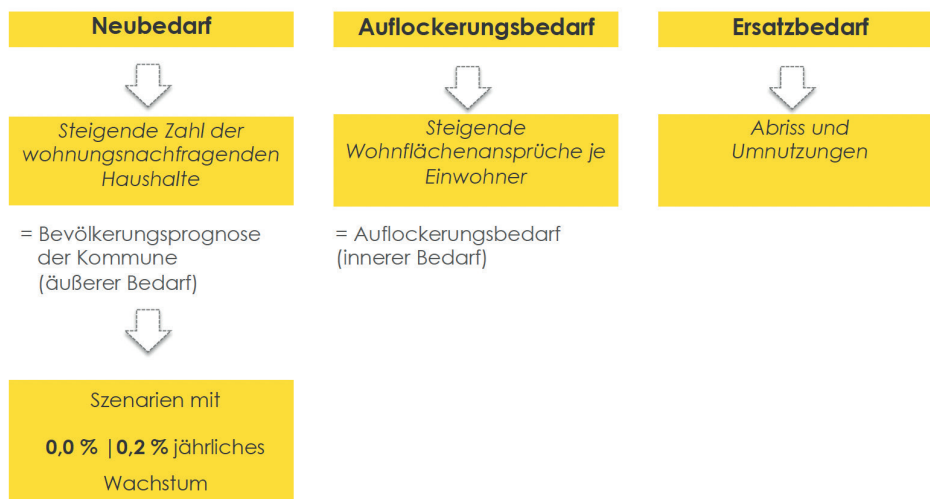 Neubedarf
Steigende Zahl der
wohnungsnachfragenden
Haushalte
= Bevölkerungsprognose
der Kommune
(äußerer Bedarf)
Szenarien mit
0,0 % | 0,2 % jährliches
Wachstum
Auflockerungsbedarf
Steigende
Wohnflächenansprüche je
Einwohner
= Auflockerungsbedarf
(innerer Bedarf)
Ersatzbedarf
Abriss und
Umnutzungen